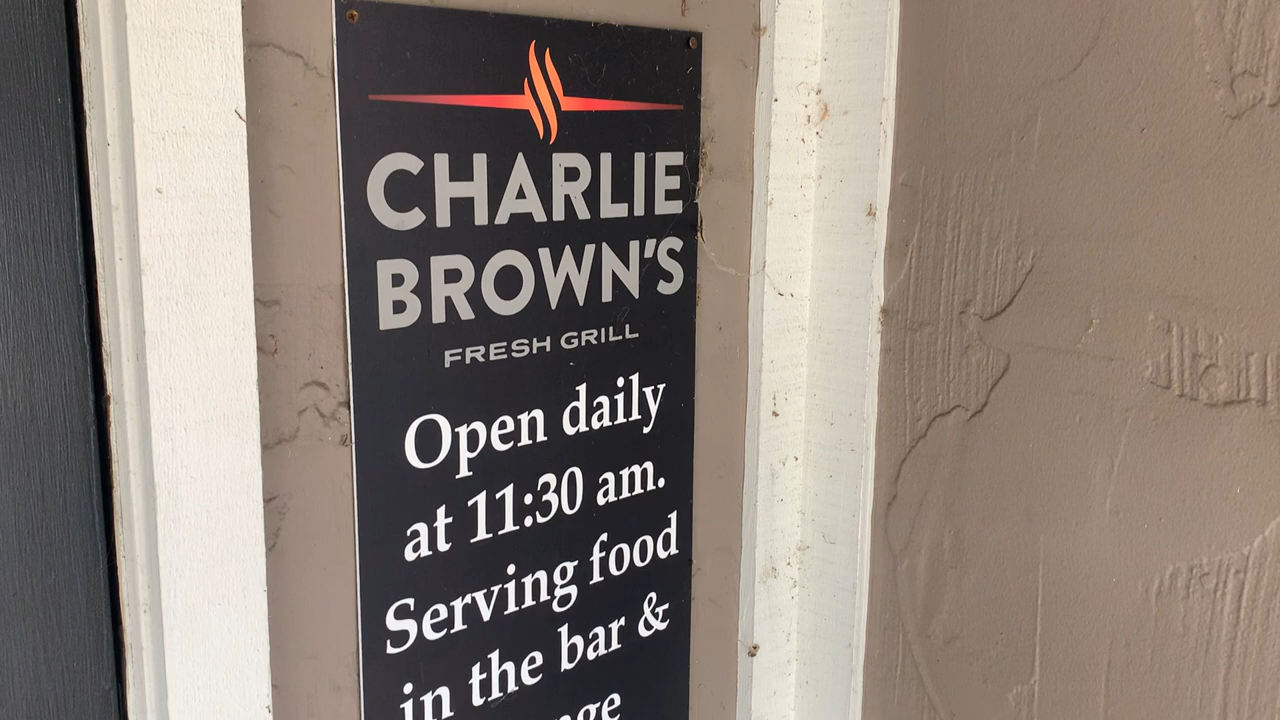 CHARLIE
BROWN'S
FRESH GRILL
Open daily
at 11:30 am.
Serving food
in the bar &